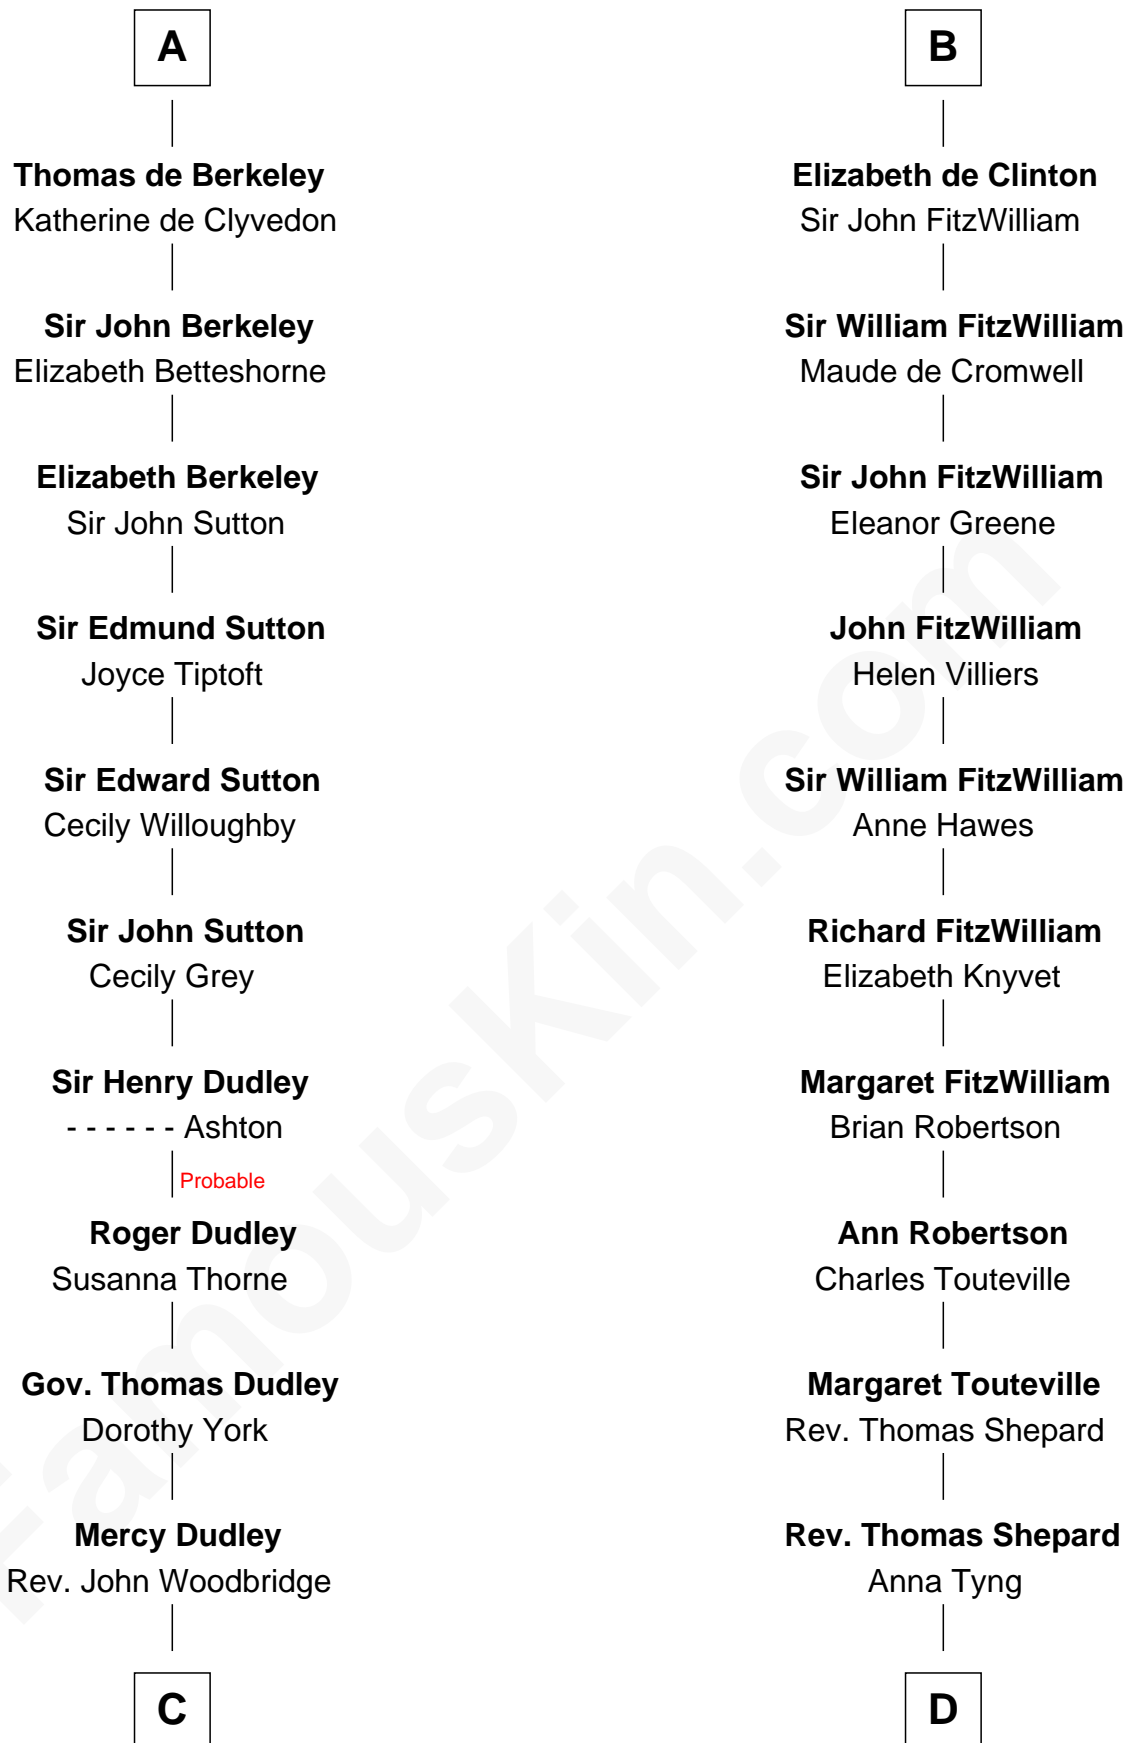 A
Thomas de Berkeley
Katherine de Clyvedon
Sir John Berkeley
Elizabeth Betteshorne
Elizabeth Berkeley
Sir John Sutton
Sir Edmund Sutton
Joyce Tiptoft
Sir Edward Sutton
Cecily Willoughby
Sir John Sutton
Cecily Grey
Sir Henry Dudley
- - - - - - Ashton
Probable
Roger Dudley
Susanna Thorne
Gov. Thomas Dudley
Dorothy York
Mercy Dudley
Rev. John Woodbridge
C
B
Elizabeth de Clinton
Sir John FitzWilliam
Sir William FitzWilliam
Maude de Cromwell
Sir John FitzWilliam
Eleanor Greene
John FitzWilliam
Helen Villiers
Sir William FitzWilliam
Anne Hawes
Richard FitzWilliam
Elizabeth Knyvet
Margaret FitzWilliam
Brian Robertson
Ann Robertson
Charles Touteville
Margaret Touteville
Rev. Thomas Shepard
Rev. Thomas Shepard
Anna Tyng
D
FamousKin.com